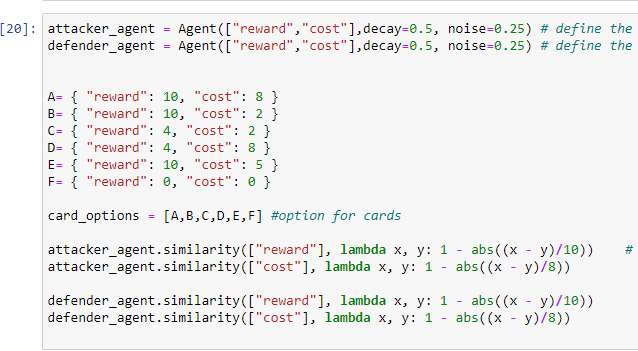 [20]: attacker_agent = Agent(["reward","cost"],decay=0.5, noise=0.25) # define the
defender_agent = Agent(["reward","cost"],decay=0.5, noise=0.25) # define the
A= { "reward": 10, "cost": 8 }
B= { "reward": 10, "cost": 2 }
C= { "reward": 4, "cost": 2 }
D= { "reward": 4, "cost": 8 }
E= { "reward": 10, "cost": 5 }
F= { "reward": 0, "cost": 0 }
card_options = [A,B,C,D,E,F] #option for cards
attacker_agent.similarity(["reward"], lambda x, y: 1 - abs((x - y)/10)) #
attacker_agent.similarity(["cost"], lambda x, y: 1 - abs((x - y)/8))
defender_agent.similarity(["reward"], lambda x, y: 1 - abs((x - y)/10))
defender_agent.similarity(["cost"], lambda x, y: 1 - abs((x - y)/8))